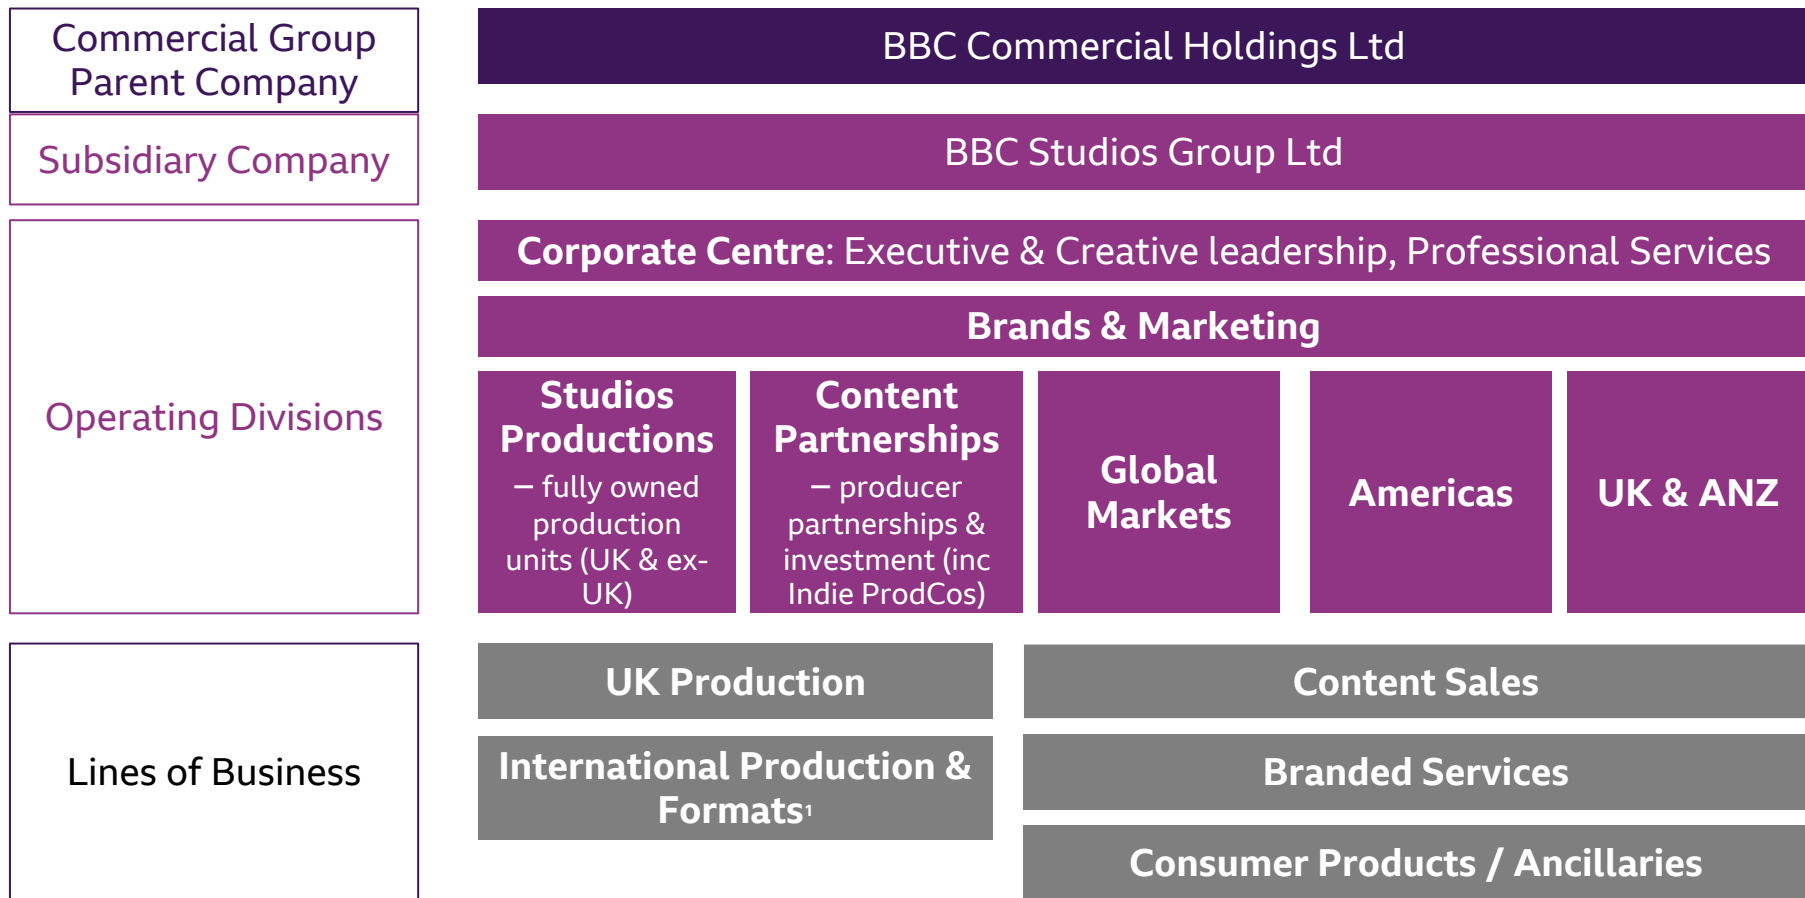 Commercial Group
Parent Company
BBC Commercial Holdings Ltd
Subsidiary Company
BBC Studios Group Ltd
Operating Divisions
Corporate Centre: Executive & Creative leadership, Professional Services
Brands & Marketing
Studios
Productions
– fully owned
production
units (UK & ex-
UK)
Content
Partnerships
– producer
partnerships &
investment (inc
Indie ProdCos)
Global
Markets
Americas
UK & ANZ
Lines of Business
UK Production
International Production &
Formats¹
Content Sales
Branded Services
Consumer Products / Ancillaries